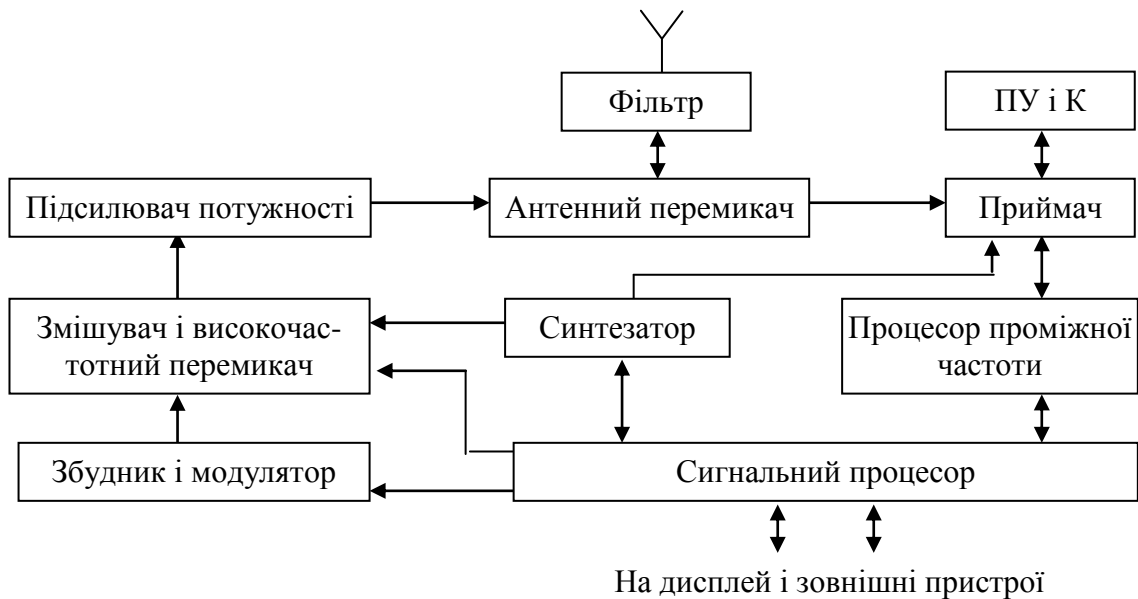 Фільтр
ПУ і К
Підсилювач потужності
Антенний перемикач
Приймач
Змішувач і високочас-
тотний перемикач
Синтезатор
Процесор проміжної
частоти
Збудник і модулятор
Сигнальний процесор
На дисплей і зовнішні пристрої